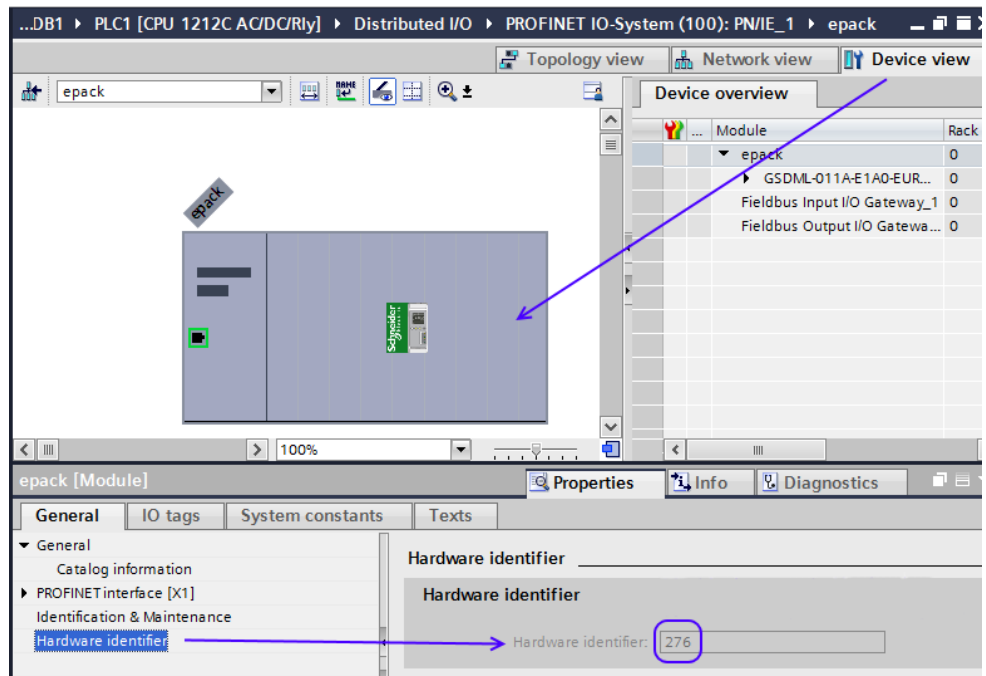 ...DB1 ▸ PLC1 [CPU 1212C AC/DC/Rly] ▸ Distributed I/O ▸ PROFINET IO-System (100): PN/IE_1 ▸ epack
Topology view Network view Device view
epack
NAME
Device overview
... Module Rack
epack 0
GSDML-011A-E1A0-EUR... 0
Fieldbus Input I/O Gateway_1 0
Fieldbus Output I/O Gatewa... 0
epack
Schneider
Electric
100%
epack [Module]
Properties Info Diagnostics
General IO tags System constants Texts
General
Catalog information
PROFINET interface [X1]
Identification & Maintenance
Hardware identifier
Hardware identifier
Hardware identifier
Hardware identifier: 276